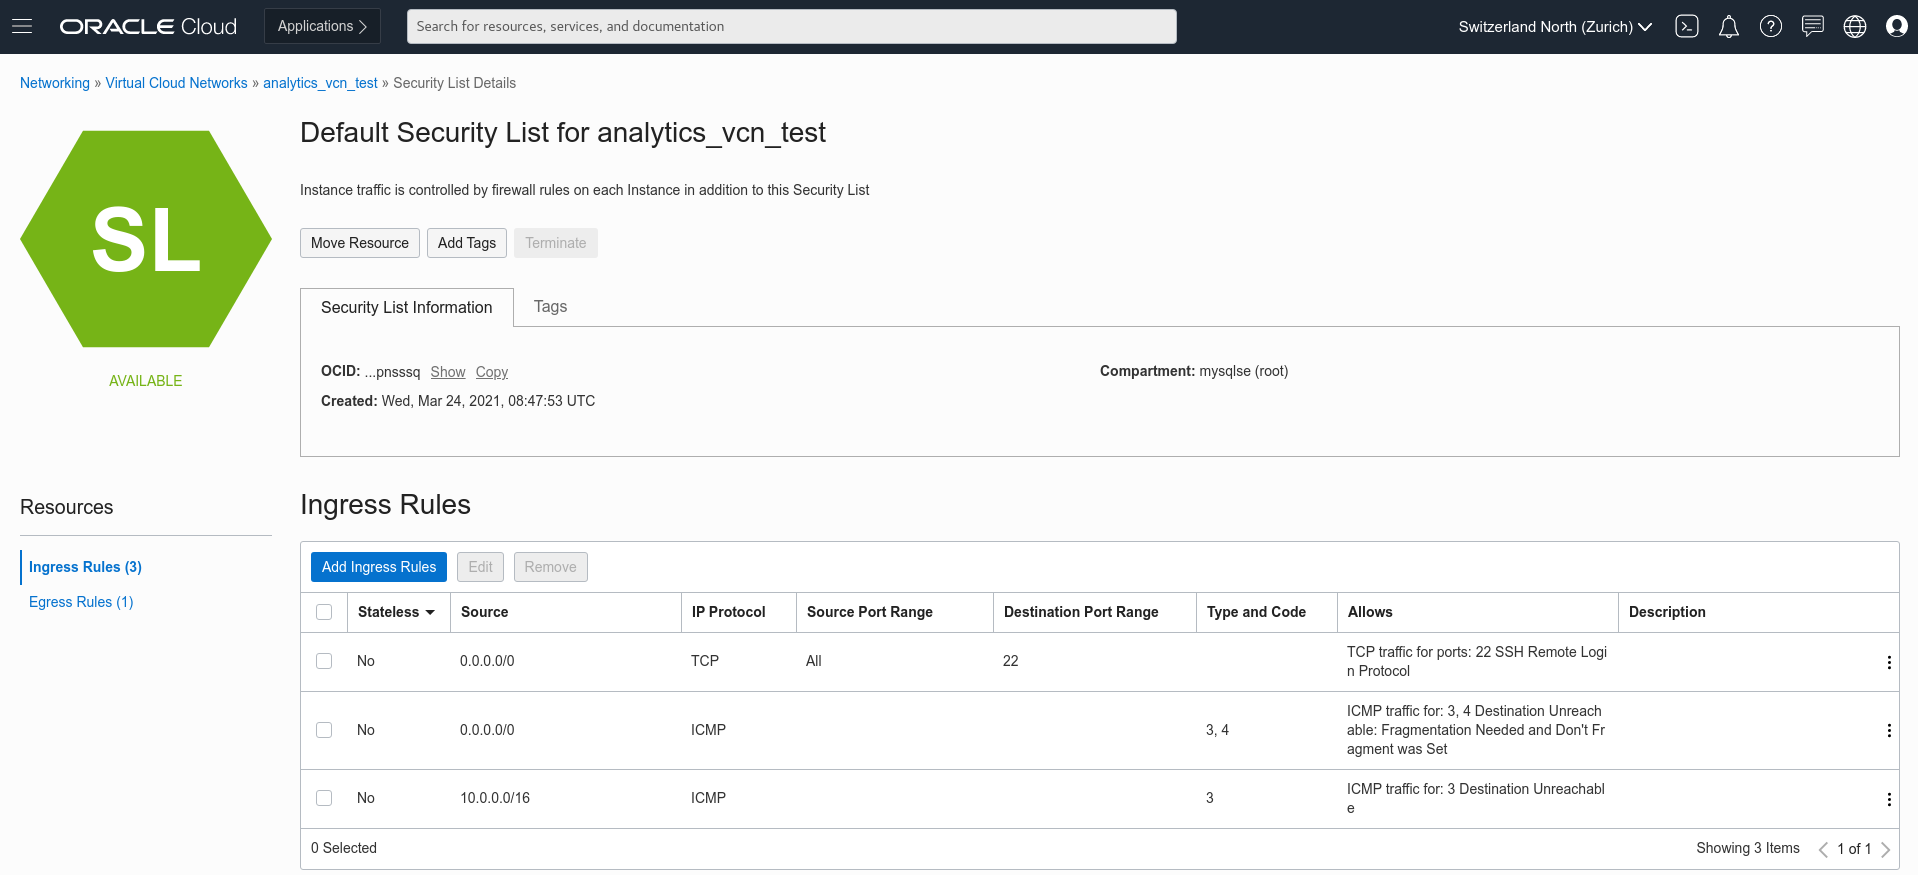 ORACLE Cloud
Applications
Search for resources, services, and documentation
Switzerland North (Zurich)
Networking » Virtual Cloud Networks » analytics_vcn_test » Security List Details
SL
AVAILABLE
Default Security List for analytics_vcn_test
Instance traffic is controlled by firewall rules on each Instance in addition to this Security List
Move Resource Add Tags Terminate
Security List Information Tags
OCID: ...pnsssq Show Copy
Compartment: mysqlse (root)
Created: Wed, Mar 24, 2021, 08:47:53 UTC
Resources
Ingress Rules (3)
Egress Rules (1)
Ingress Rules
Add Ingress Rules Edit Remove
Stateless Source IP Protocol Source Port Range Destination Port Range Type and Code Allows Description
No 0.0.0.0/0 TCP All 22 TCP traffic for ports: 22 SSH Remote Logi
n Protocol
No 0.0.0.0/0 ICMP 3, 4 ICMP traffic for: 3, 4 Destination Unreach
able: Fragmentation Needed and Don't Fr
agment was Set
No 10.0.0.0/16 ICMP 3 ICMP traffic for: 3 Destination Unreachabl
e
0 Selected
Showing 3 Items 1 of 1